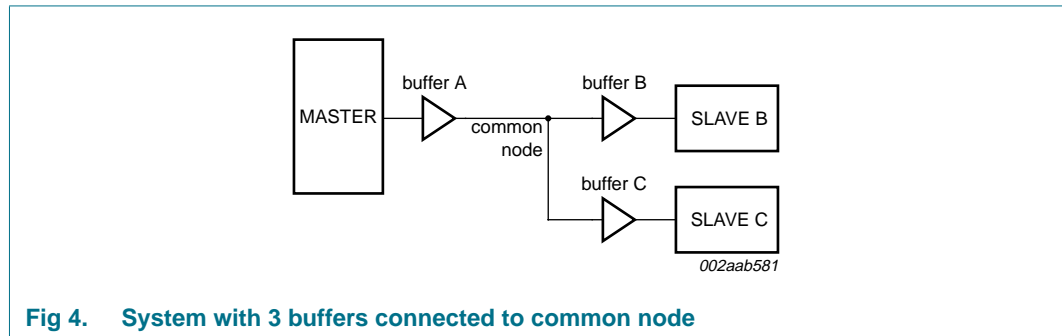 buffer A
buffer B
MASTER
SLAVE B
common
node
buffer C
SLAVE C
002aab581
Fig 4. System with 3 buffers connected to common node